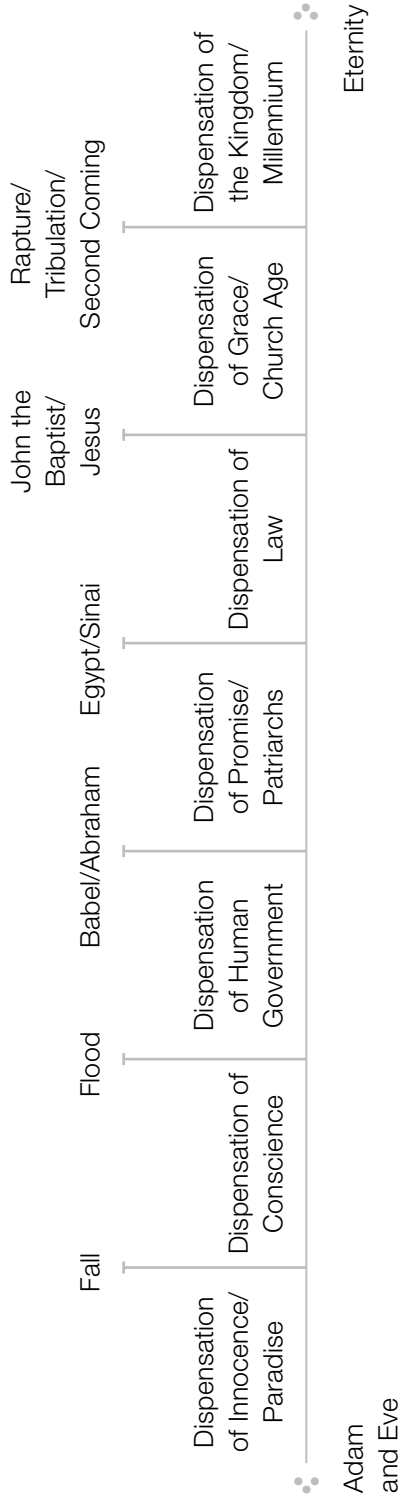 Fall
Flood
Babel/Abraham
Egypt/Sinai
John the
Baptist/
Jesus
Rapture/
Tribulation/
Second Coming
Dispensation
of Innocence/
Paradise
Dispensation of
Conscience
Dispensation
of Human
Government
Dispensation
of Promise/
Patriarchs
Dispensation of
Law
Dispensation
of Grace/
Church Age
Dispensation of
the Kingdom/
Millennium
Adam
and Eve
Eternity